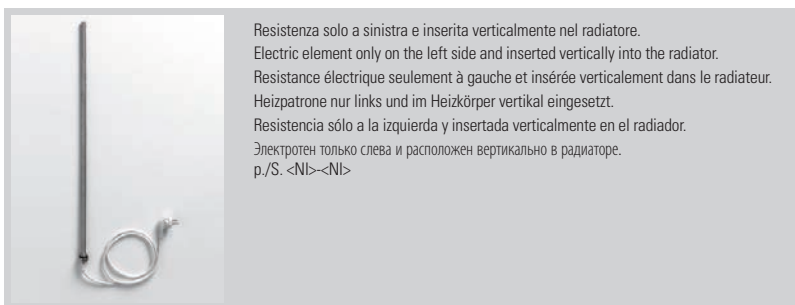 Resistenza solo a sinistra e inserita verticalmente nel radiatore.
Electric element only on the left side and inserted vertically into the radiator.
Resistance électrique seulement à gauche et insérée verticalement dans le radiateur.
Heizpatrone nur links und im Heizkörper vertikal eingesetzt.
Resistencia sólo a la izquierda y insertada verticalmente en el radiador.
Электротен только слева и расположен вертикально в радиаторе.
p./S. <NI>-<NI>